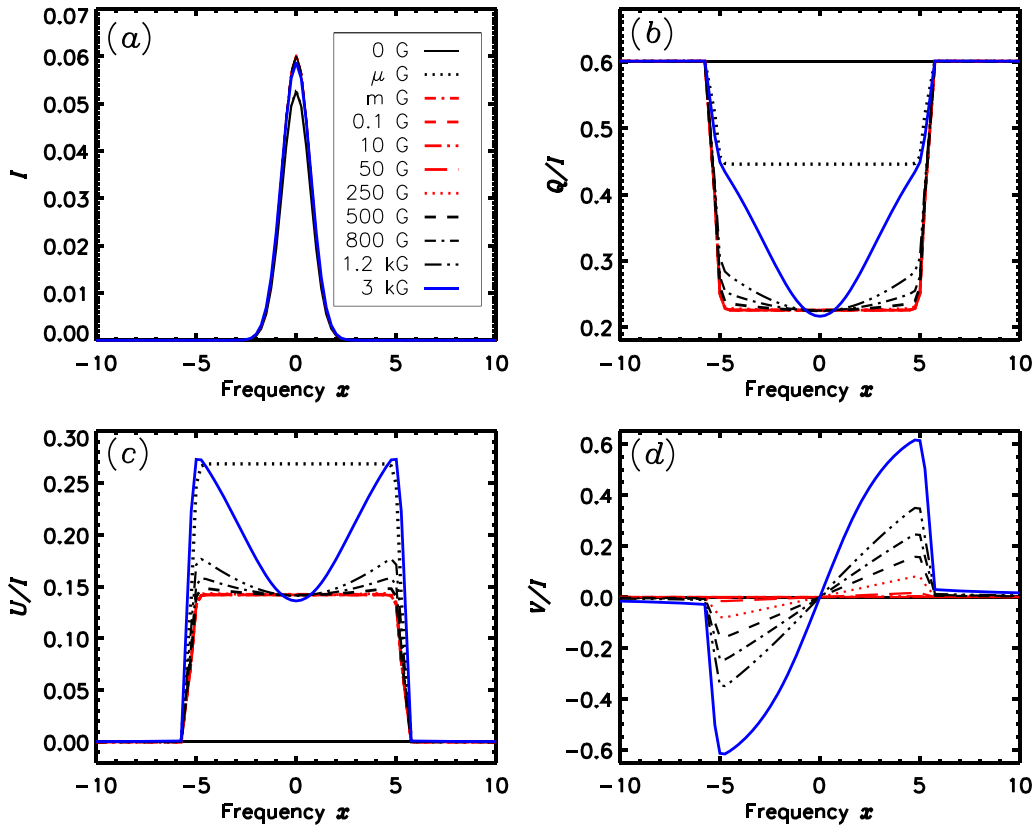 (a)
0.07
0.06
0.05
0.04
0.03
0.02
0.01
0.00
I
-10
-5
0
5
10
Frequency x
0 G
μ G
m G
0.1 G
10 G
50 G
250 G
500 G
800 G
1.2 kG
3 kG
(b)
0.6
0.5
0.4
0.3
0.2
Q/I
-10
-5
0
5
10
Frequency x
(c)
0.30
0.25
0.20
0.15
0.10
0.05
0.00
U/I
-10
-5
0
5
10
Frequency x
(d)
0.6
0.4
0.2
0.0
-0.2
-0.4
-0.6
V/I
-10
-5
0
5
10
Frequency x